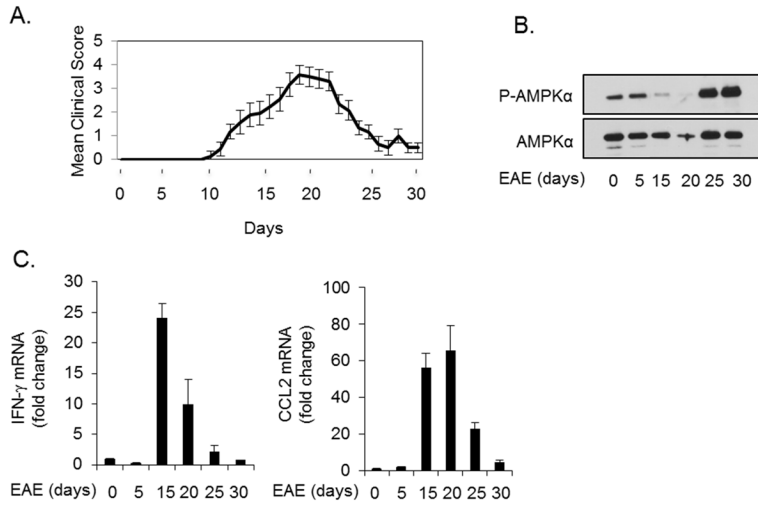 A.
Mean Clinical Score
5
4
3
2
1
0
0 5 10 15 20 25 30
Days
B.
P-AMPKα
AMPKα
EAE (days) 0 5 15 20 25 30
C.
IFN-γ mRNA
(fold change)
30
25
20
15
10
5
0
EAE (days) 0 5 15 20 25 30
CCL2 mRNA
(fold change)
100
80
60
40
20
0
EAE (days) 0 5 15 20 25 30